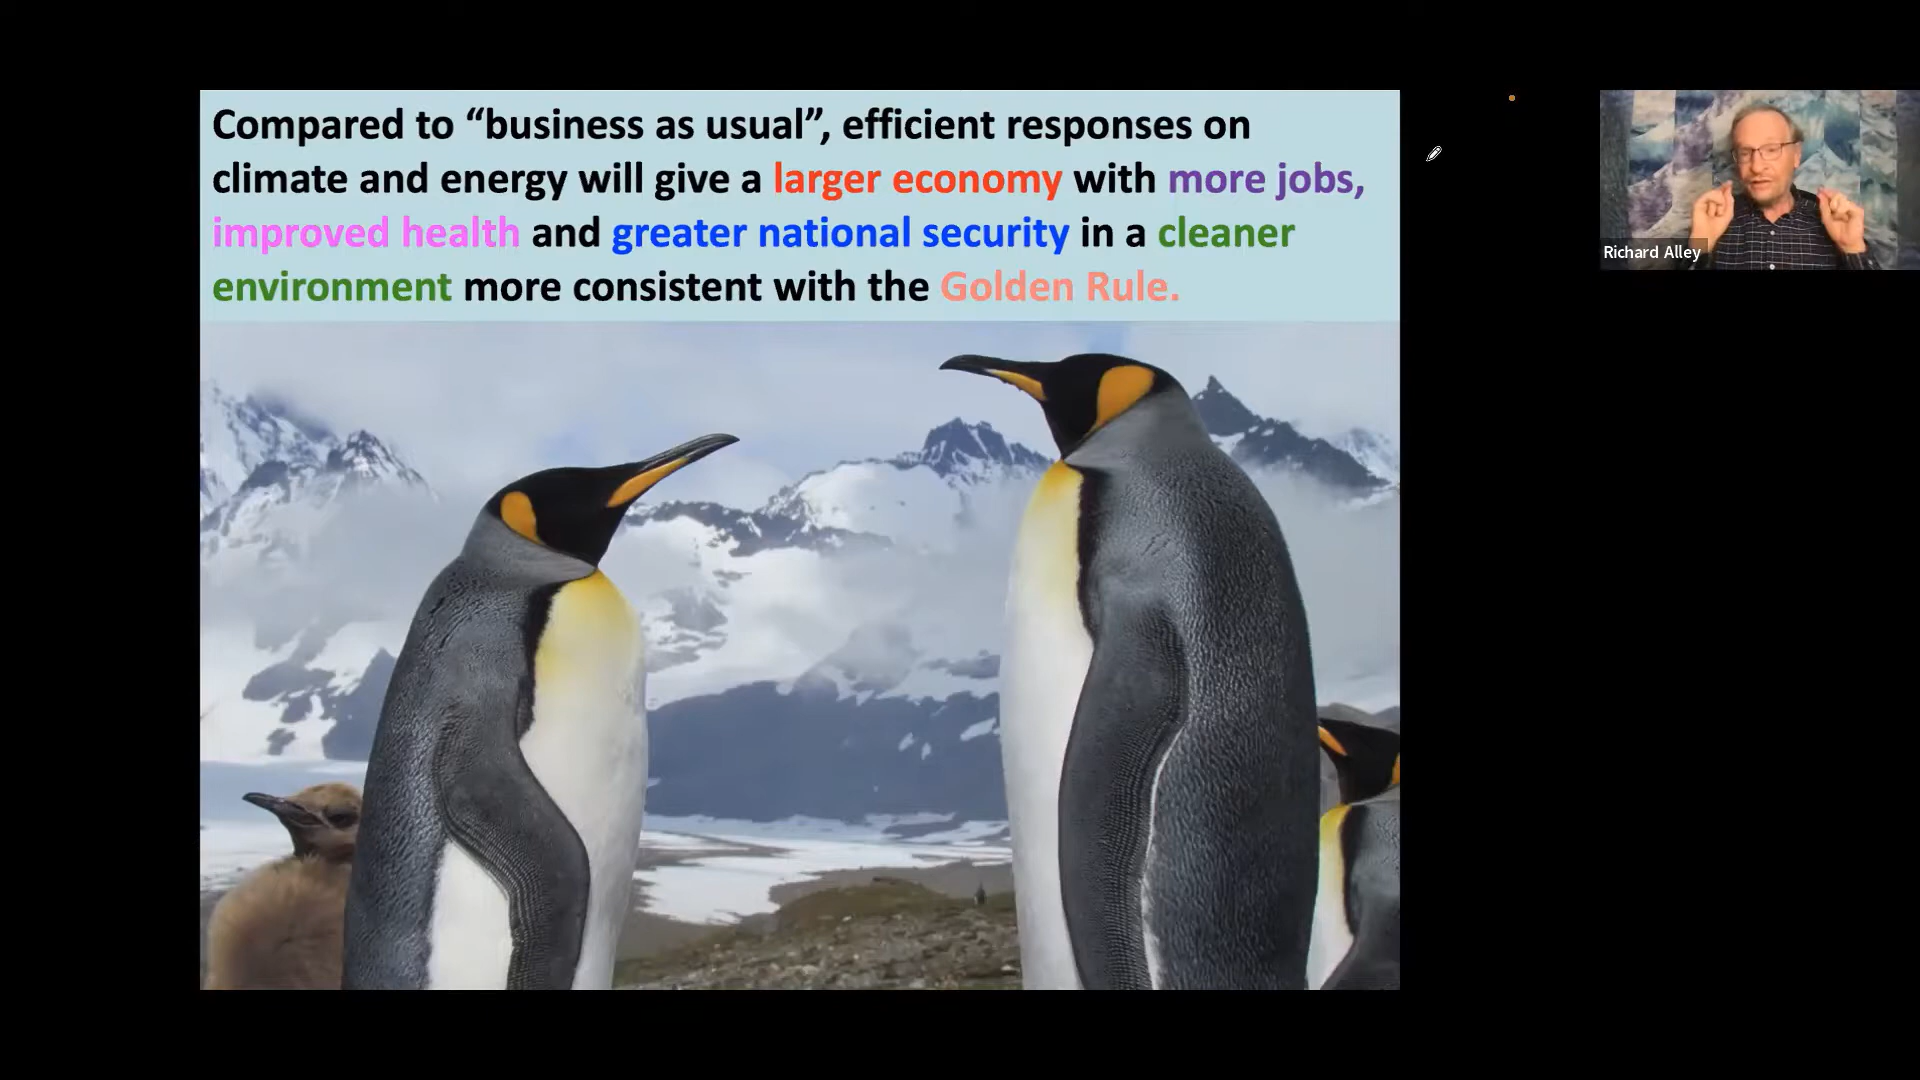 Compared to “business as usual”, efficient responses on
climate and energy will give a larger economy with more jobs,
improved health and greater national security in a cleaner
environment more consistent with the Golden Rule.
Richard Alley